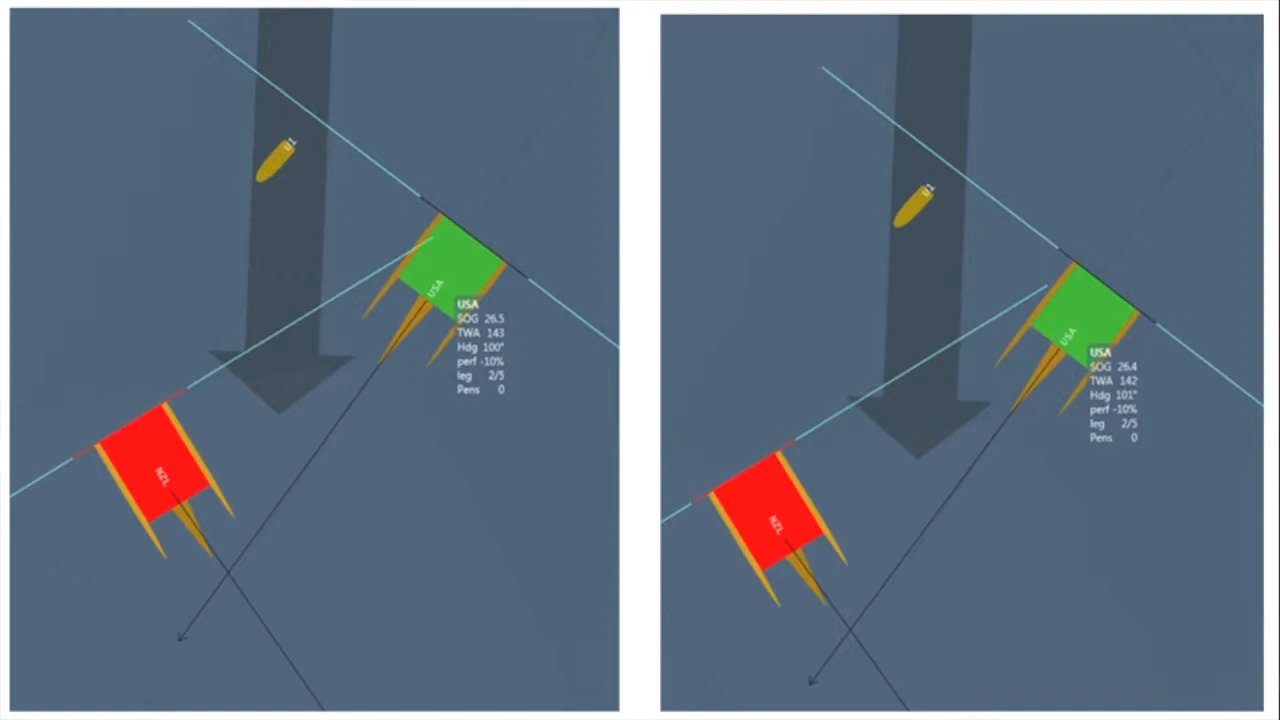 U1
USA
USA
SOG 26.5
TWA 143
Hdg 100°
perf -10%
leg 2/5
Pens 0
NZL
U1
USA
USA
SOG 26.4
TWA 142
Hdg 101°
perf -10%
leg 2/5
Pens 0
NZL